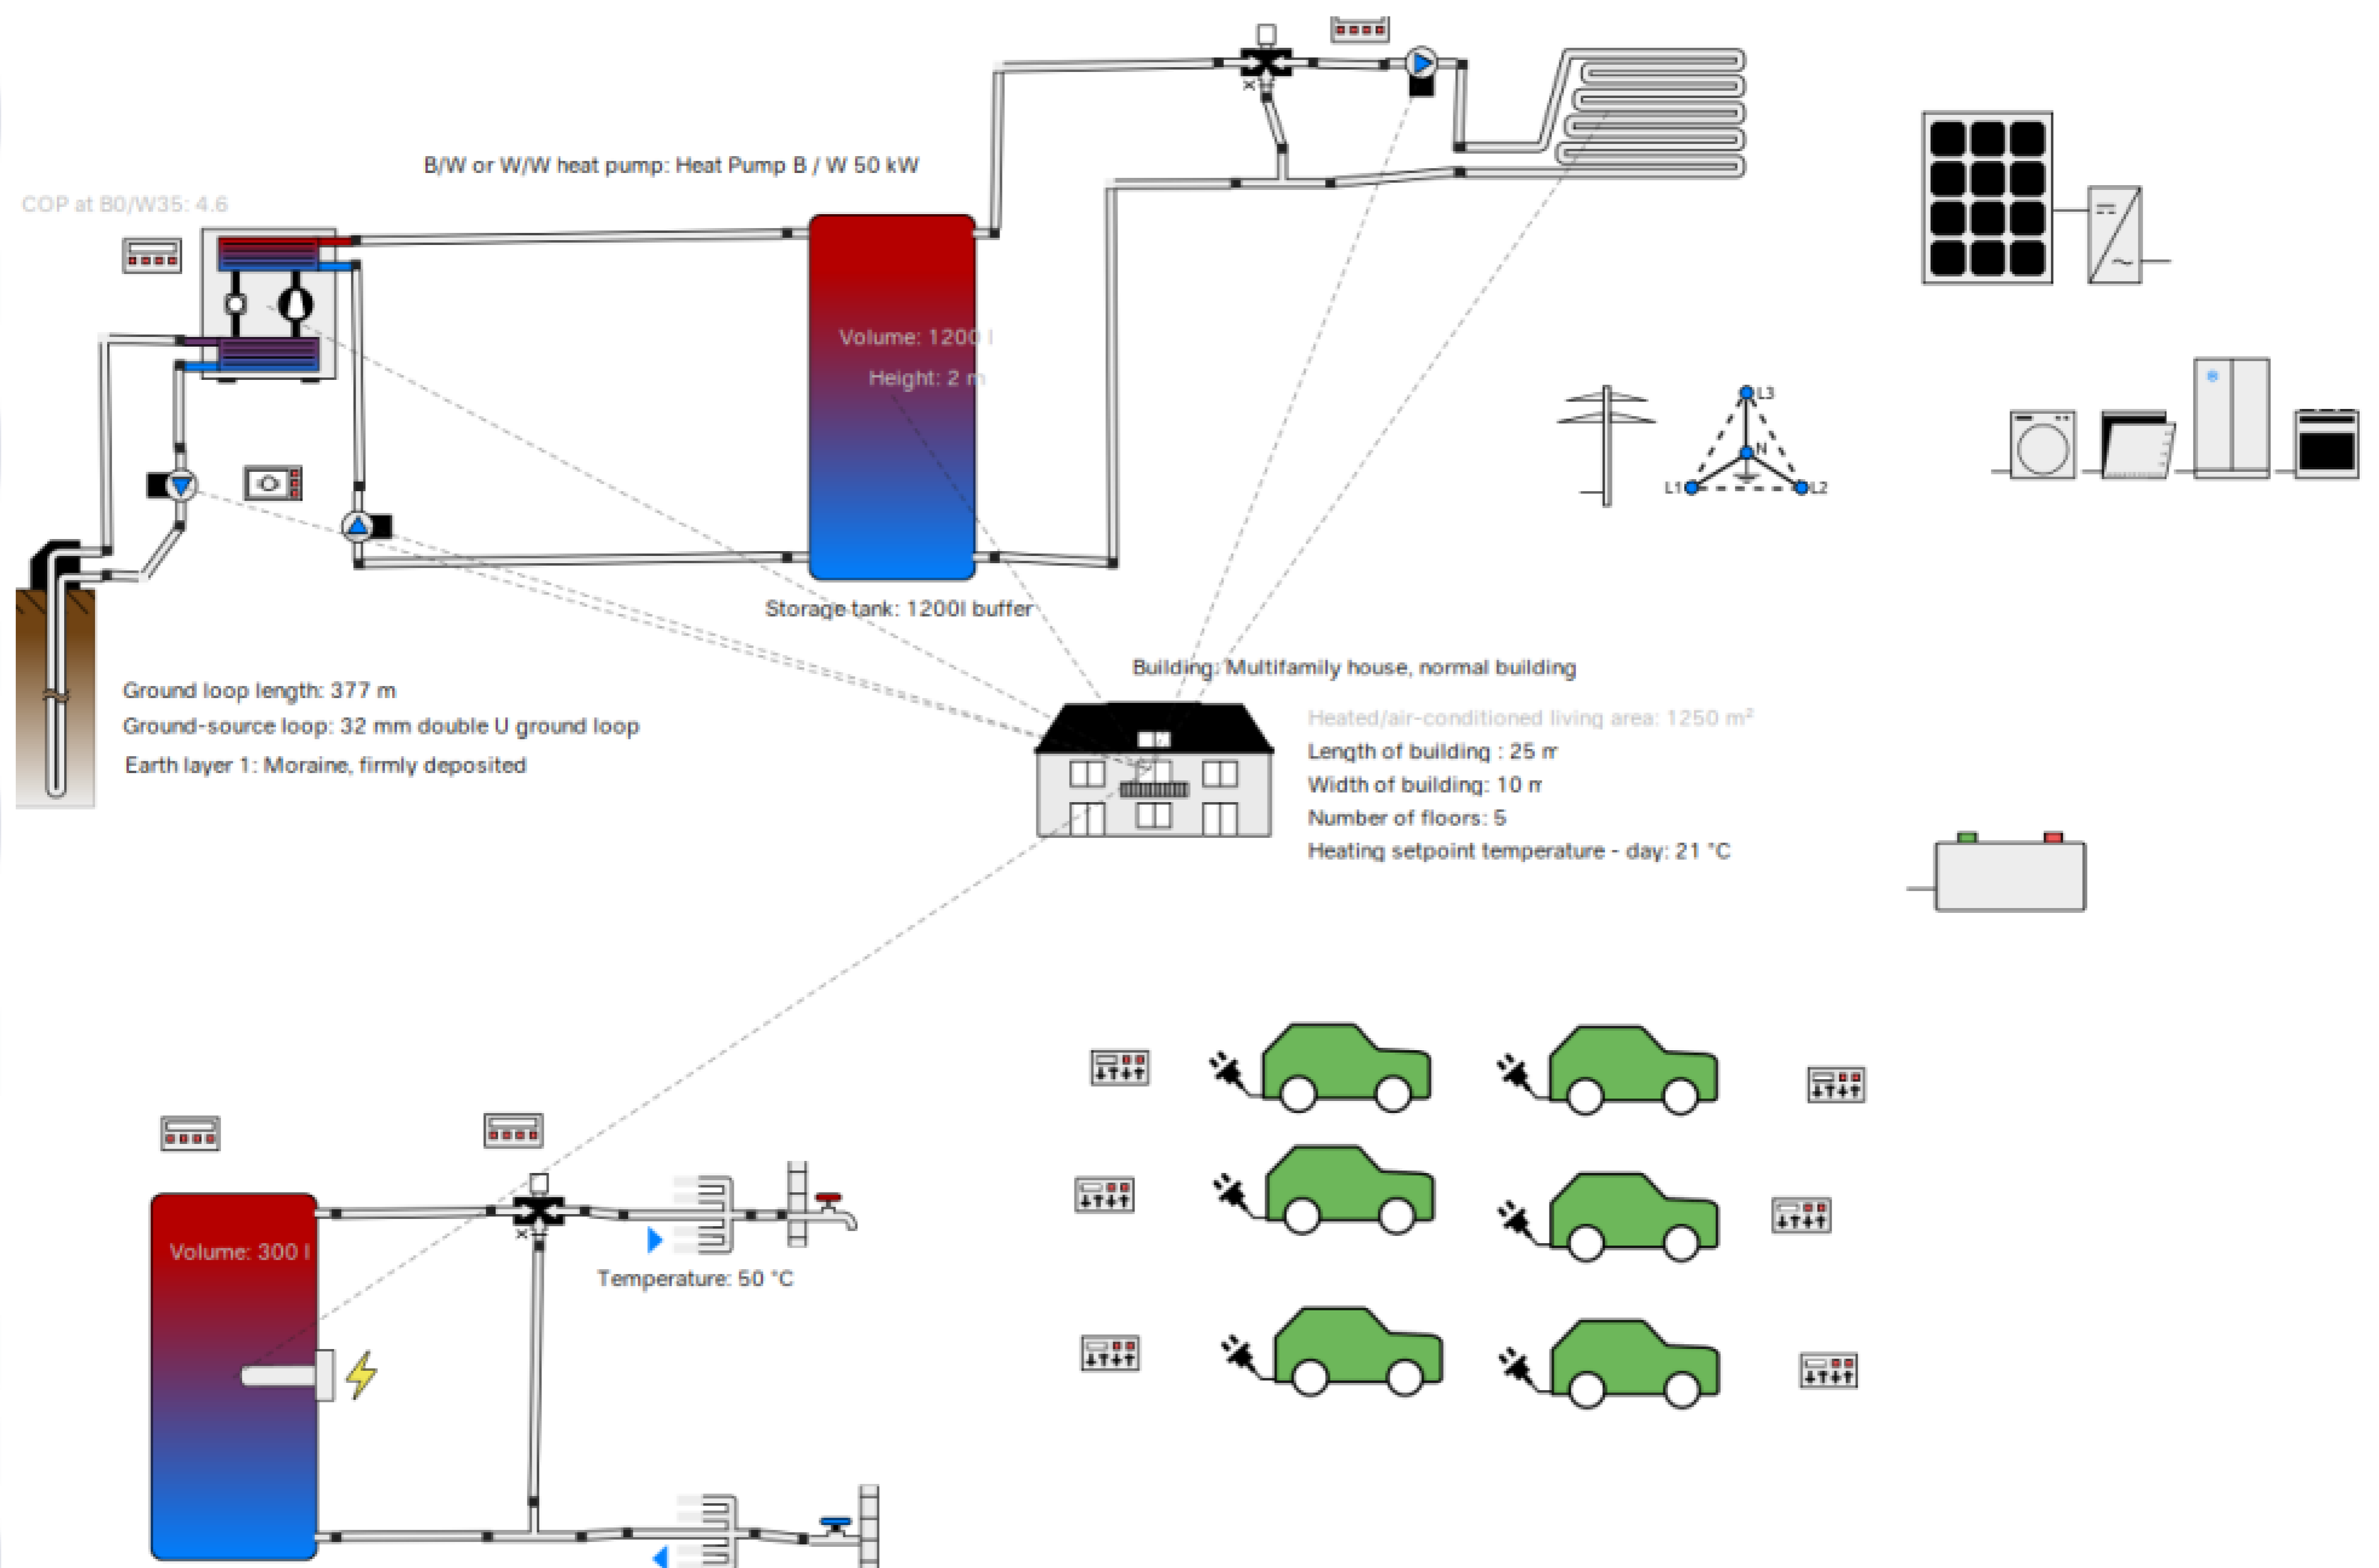 B/W or W/W heat pump: Heat Pump B / W 50 kW
COP at B0/W35: 4.6
Volume: 1200 l
Height: 2 m
L3
N
L1
L2
Storage tank: 1200l buffer
Building: Multifamily house, normal building
Ground loop length: 377 m
Ground-source loop: 32 mm double U ground loop
Earth layer 1: Moraine, firmly deposited
Heated/air-conditioned living area: 1250 m²
Length of building : 25 m
Width of building: 10 m
Number of floors: 5
Heating setpoint temperature - day: 21 °C
Volume: 300 l
Temperature: 50 °C